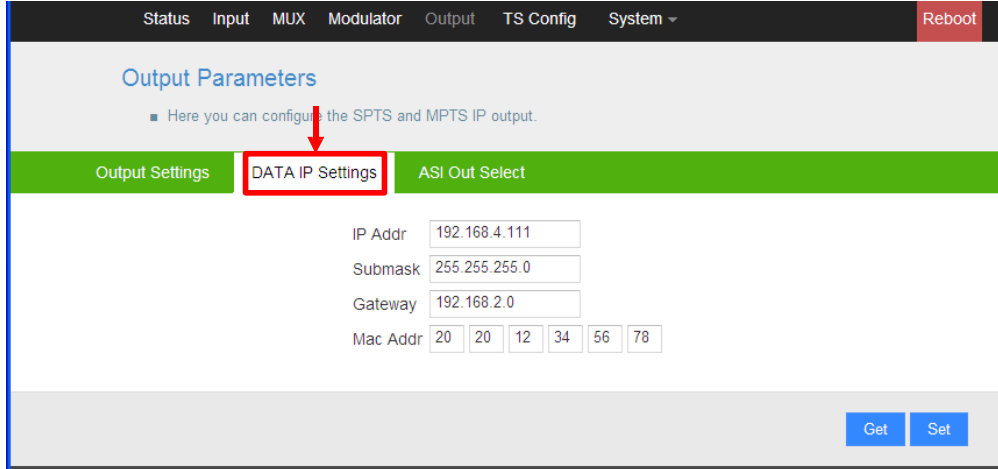 Status Input MUX Modulator Output TS Config System Reboot
Output Parameters
Here you can configure the SPTS and MPTS IP output.
Output Settings DATA IP Settings ASI Out Select
IP Addr 192.168.4.111
Submask 255.255.255.0
Gateway 192.168.2.0
Mac Addr 20 20 12 34 56 78
Get Set